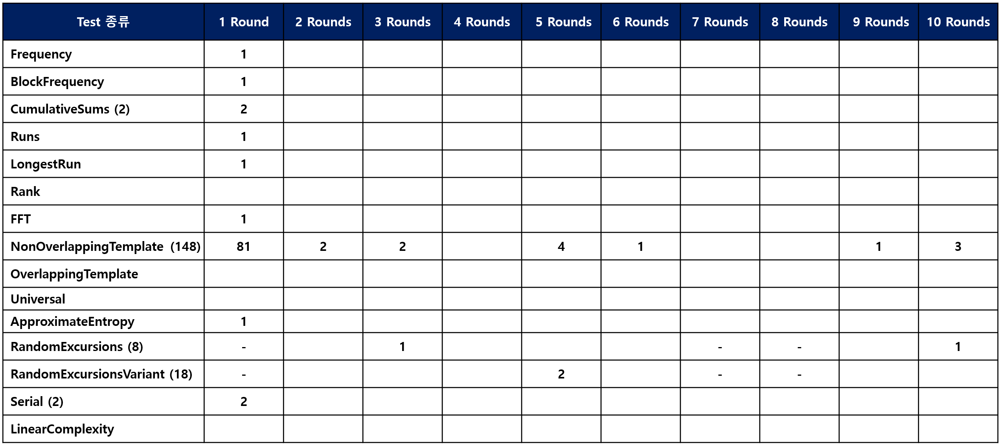 Test 종류 1 Round 2 Rounds 3 Rounds 4 Rounds 5 Rounds 6 Rounds 7 Rounds 8 Rounds 9 Rounds 10 Rounds
Frequency 1
BlockFrequency 1
CumulativeSums (2) 2
Runs 1
LongestRun 1
Rank
FFT 1
NonOverlappingTemplate (148) 81 2 2 4 1 1 3
OverlappingTemplate
Universal
ApproximateEntropy 1
RandomExcursions (8) - 1 - - 1
RandomExcursionsVariant (18) - 2 - -
Serial (2) 2
LinearComplexity